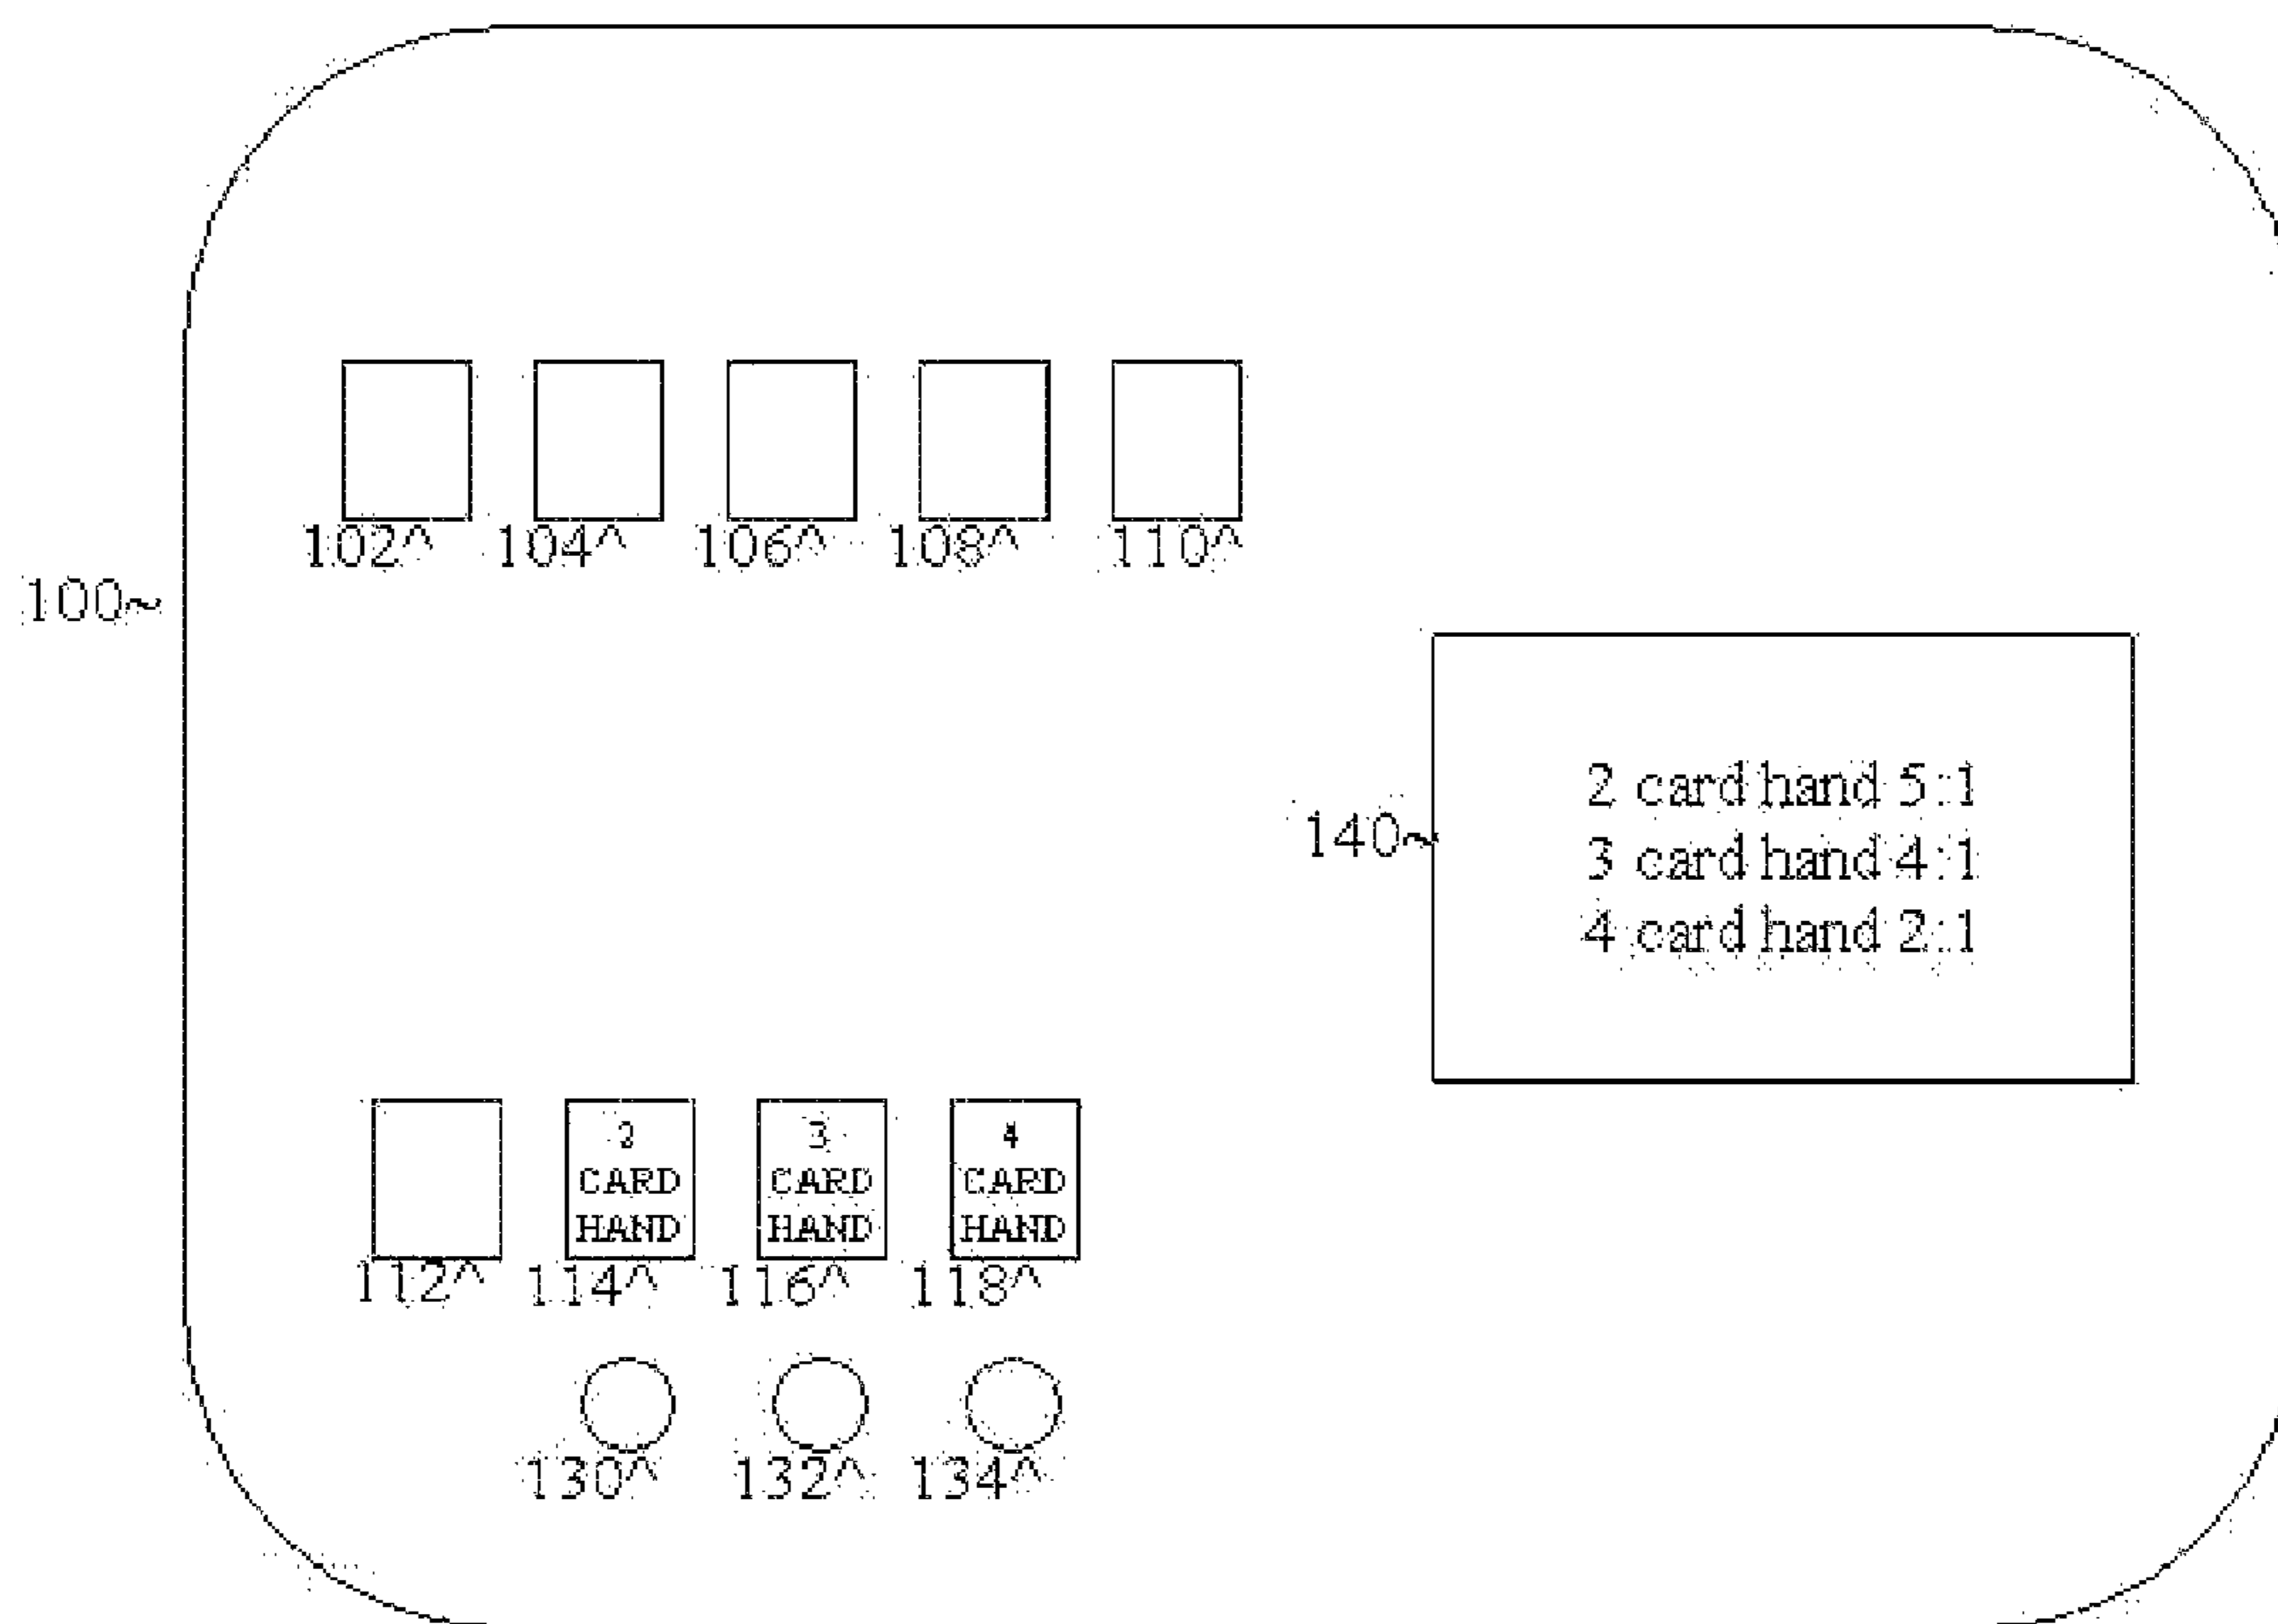 102^ 104^ 106^ 108^ 110^
100~
2 card hand 5:1
140~
3 card hand 4:1
4 card hand 2:1
2 CARD HAND
3 CARD HAND
4 CARD HAND
112^ 114^ 116^ 118^
130^ 132^ 134^